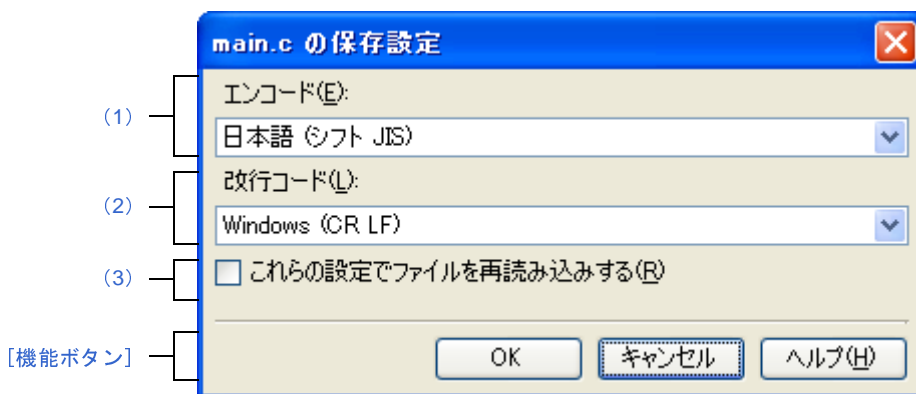 main.c の保存設定
(1)
エンコード(E):
日本語 (シフト JIS)
(2)
改行コード(L):
Windows (CR LF)
(3)
これらの設定でファイルを再読み込みする(R)
[機能ボタン]
OK キャンセル ヘルプ(H)